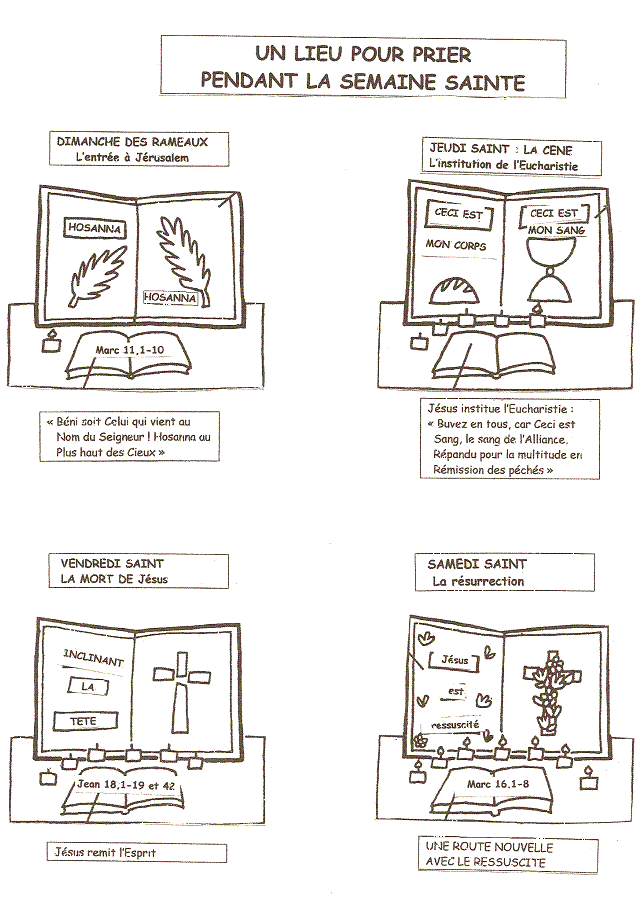 UN LIEU POUR PRIER
PENDANT LA SEMAINE SAINTE
DIMANCHE DES RAMEAUX
L'entrée à Jérusalem
HOSANNA
HOSANNA
Marc 11,1-10
« Béni soit Celui qui vient au
Nom du Seigneur ! Hosanna au
Plus haut des Cieux »
JEUDI SAINT : LA CENE
L'institution de l'Eucharistie
CECI EST
MON CORPS
CECI EST
MON SANG
Jésus institue l'Eucharistie :
« Buvez en tous, car Ceci est
Sang, le sang de l'Alliance.
Répandu pour la multitude en
Rémission des péchés »
VENDREDI SAINT
LA MORT DE Jésus
INCLINANT
LA
TETE
Jean 18,1-19 et 42
Jésus remit l'Esprit
SAMEDI SAINT
La résurrection
Jésus
est
ressuscité
Marc 16.1-8
UNE ROUTE NOUVELLE
AVEC LE RESSUSCITE